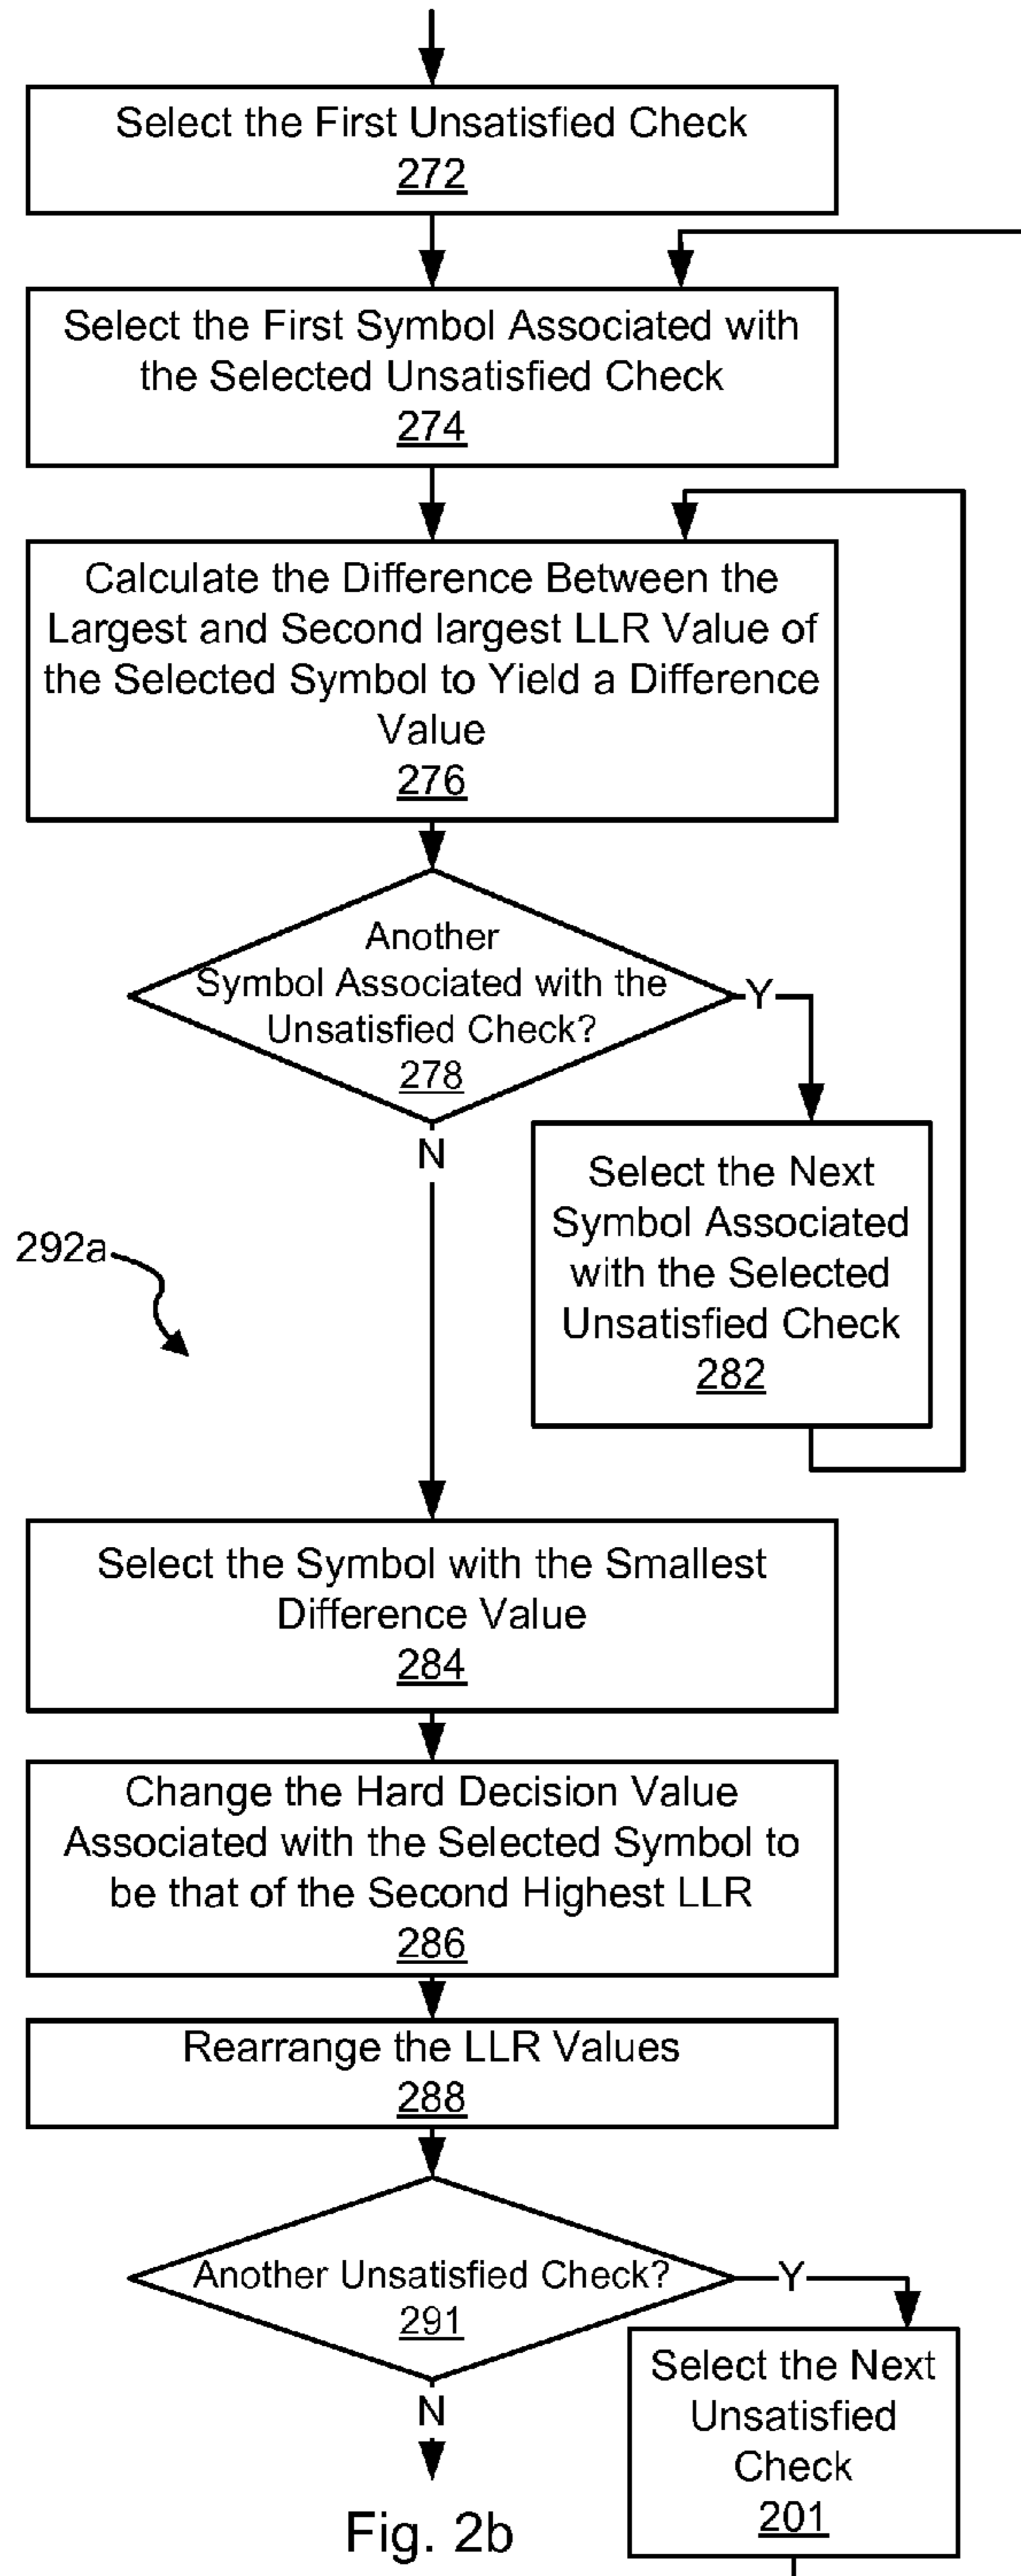 Select the First Unsatisfied Check
272
Select the First Symbol Associated with
the Selected Unsatisfied Check
274
Calculate the Difference Between the
Largest and Second largest LLR Value of
the Selected Symbol to Yield a Difference
Value
276
Another
Symbol Associated with the
Unsatisfied Check?
278
Y
N
Select the Next
Symbol Associated
with the Selected
Unsatisfied Check
282
292a
Select the Symbol with the Smallest
Difference Value
284
Change the Hard Decision Value
Associated with the Selected Symbol to
be that of the Second Highest LLR
286
Rearrange the LLR Values
288
Another Unsatisfied Check?
291
Y
N
Select the Next
Unsatisfied
Check
201
Fig. 2b